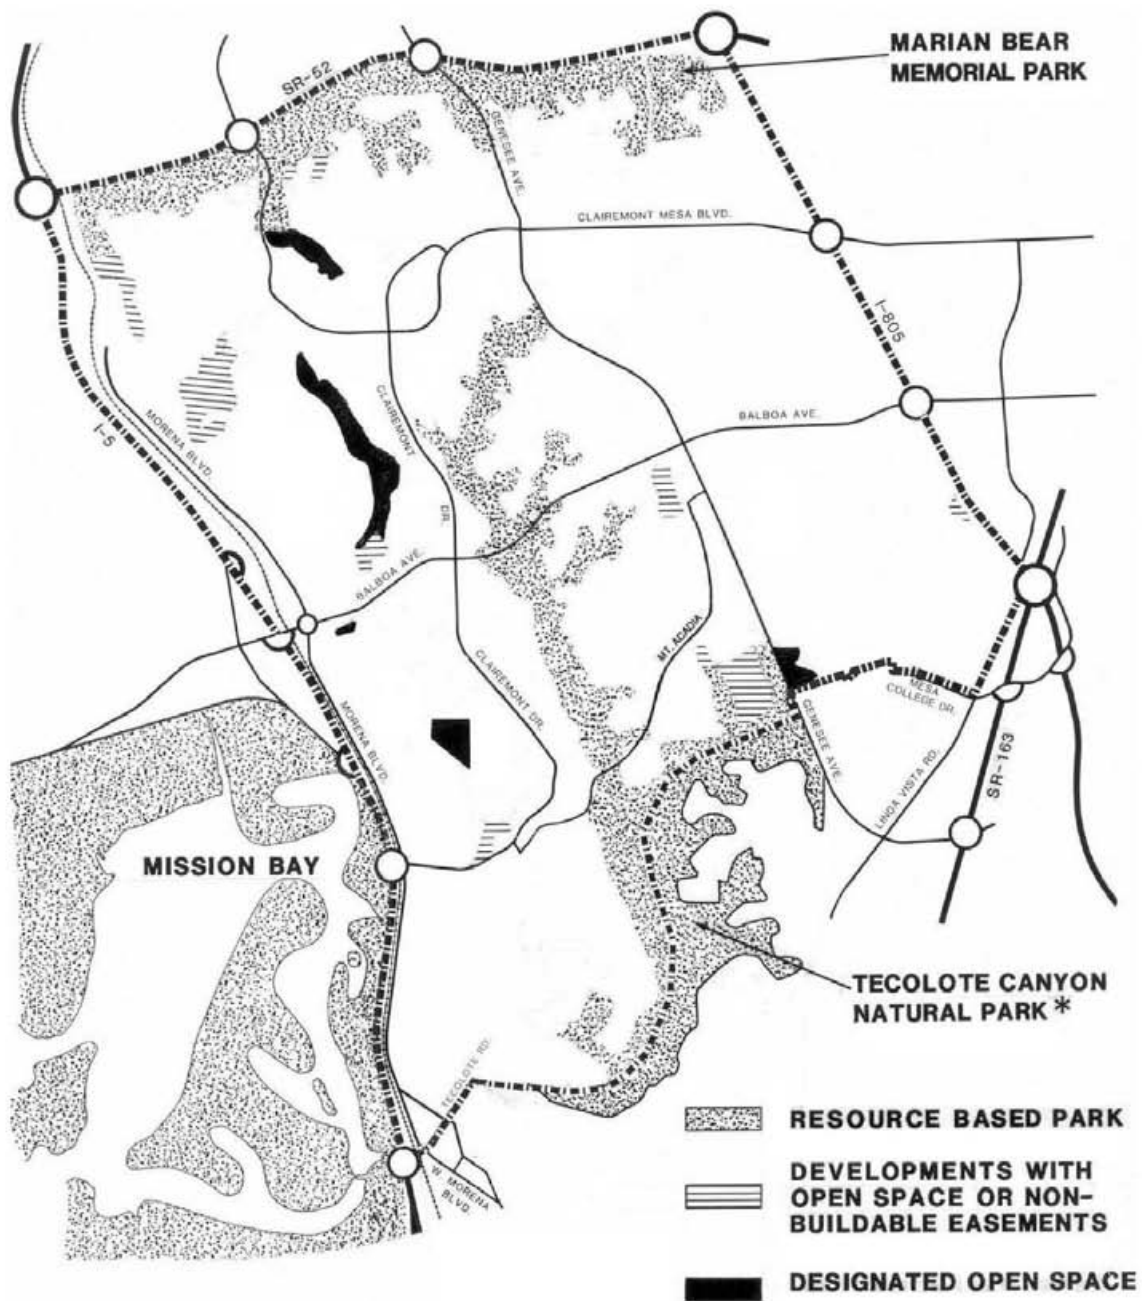 MARIAN BEAR
MEMORIAL PARK
SR-52
GENESEE AVE.
CLAIREMONT MESA BLVD.
I-805
CLAIREMONT
DR.
BALBOA AVE.
MORENA BLVD.
I-5
BALBOA AVE.
MT. ACADIA
CLAIREMONT DR.
MESA
COLLEGE DR.
GENESEE AVE.
MORENA BLVD.
LINDA VISTA RD.
SR-163
MISSION BAY
TECOLOTE CANYON
NATURAL PARK *
TECOLOTE RD.
W. MORENA
BLVD.
RESOURCE BASED PARK
DEVELOPMENTS WITH
OPEN SPACE OR NON-
BUILDABLE EASEMENTS
DESIGNATED OPEN SPACE